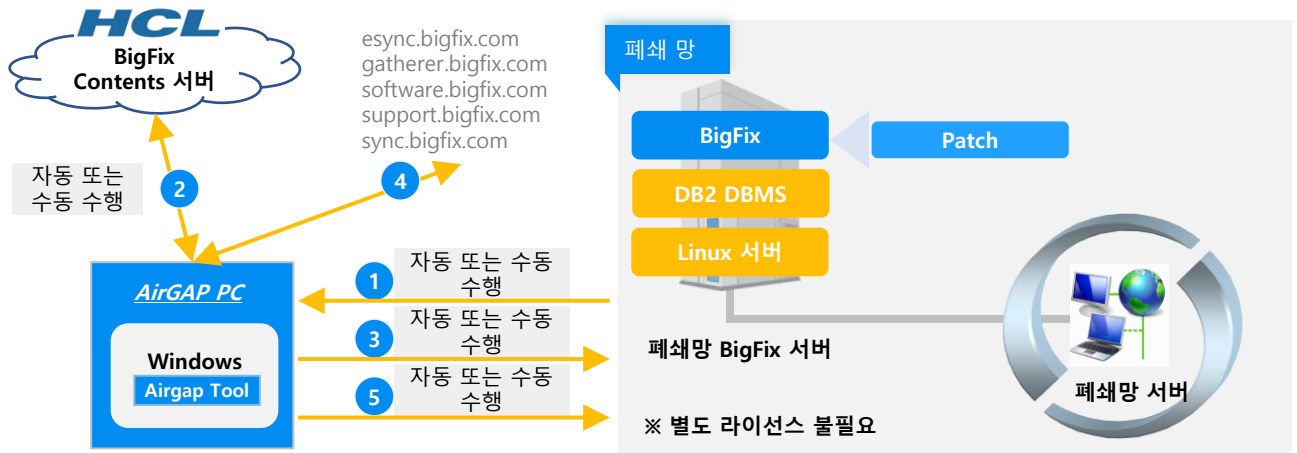 HCL
BigFix
Contents 서버
esync.bigfix.com
gatherer.bigfix.com
software.bigfix.com
support.bigfix.com
sync.bigfix.com
자동 또는
수동 수행
2
4
AirGAP PC
Windows
Airgap Tool
1
자동 또는 수동
수행
3
자동 또는 수동
수행
5
자동 또는 수동
수행
폐쇄 망
BigFix
Patch
DB2 DBMS
Linux 서버
폐쇄망 BigFix 서버
폐쇄망 서버
※ 별도 라이선스 불필요